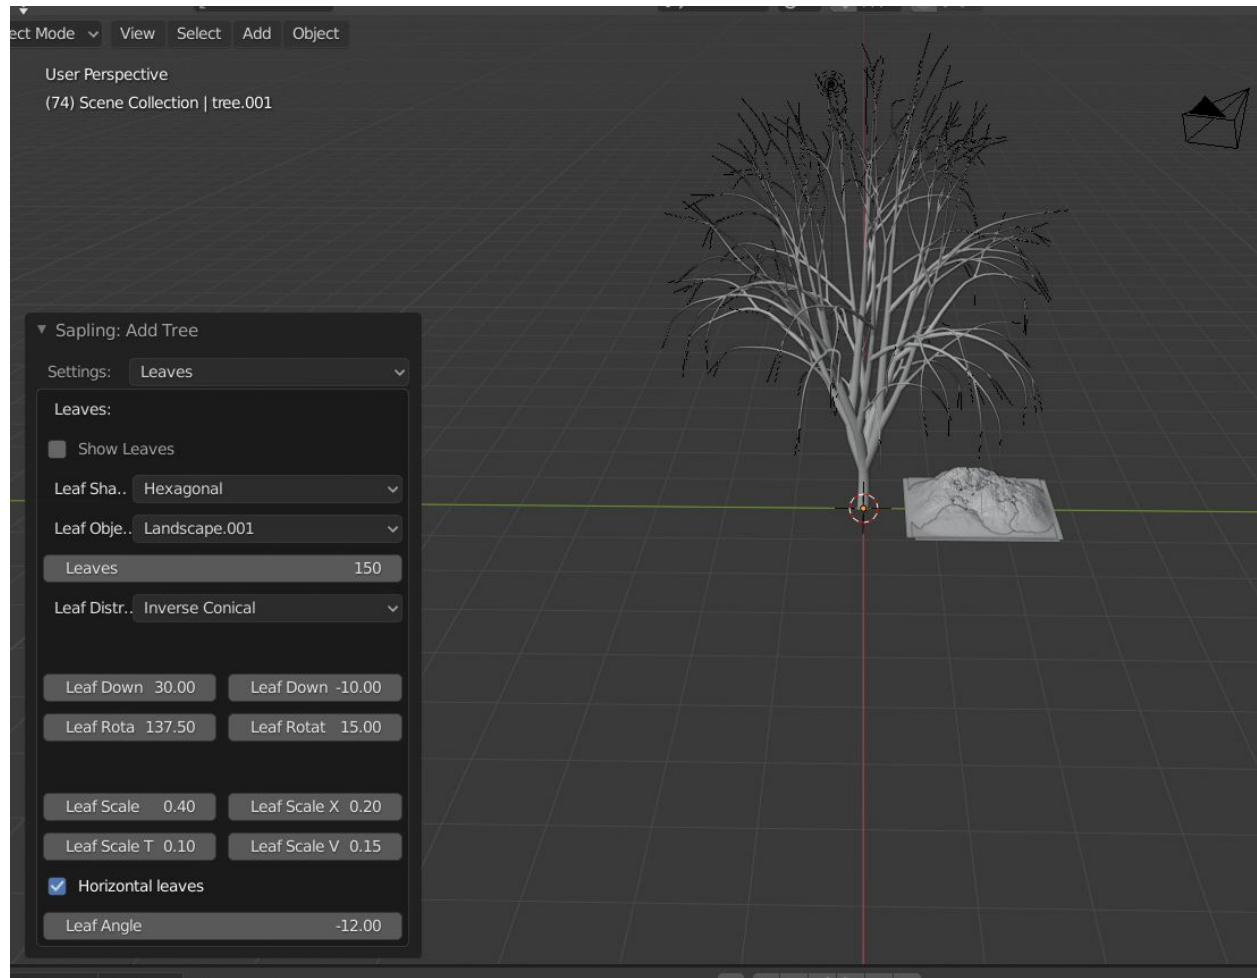 ect Mode View Select Add Object
User Perspective
(74) Scene Collection | tree.001
Sapling: Add Tree
Settings: Leaves
Leaves:
Show Leaves
Leaf Sha.. Hexagonal
Leaf Obje.. Landscape.001
Leaves 150
Leaf Distr.. Inverse Conical
Leaf Down 30.00 Leaf Down -10.00
Leaf Rota 137.50 Leaf Rotat 15.00
Leaf Scale 0.40 Leaf Scale X 0.20
Leaf Scale T 0.10 Leaf Scale V 0.15
Horizontal leaves
Leaf Angle -12.00